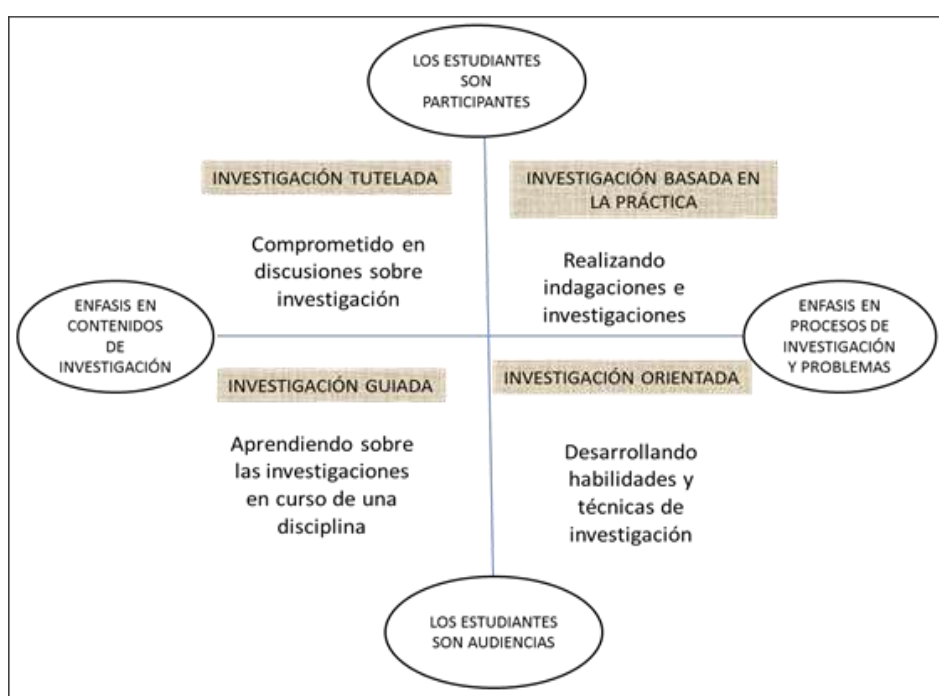 LOS ESTUDIANTES
SON
PARTICIPANTES
INVESTIGACIÓN TUTELADA
Comprometido en
discusiones sobre
investigación
INVESTIGACIÓN BASADA EN
LA PRÁCTICA
Realizando
indagaciones e
investigaciones
ENFASIS EN
CONTENIDOS
DE
INVESTIGACIÓN
ENFASIS EN
PROCESOS DE
INVESTIGACIÓN
Y PROBLEMAS
INVESTIGACIÓN GUIADA
Aprendiendo sobre
las investigaciones
en curso de una
disciplina
INVESTIGACIÓN ORIENTADA
Desarrollando
habilidades y
técnicas de
investigación
LOS ESTUDIANTES
SON AUDIENCIAS